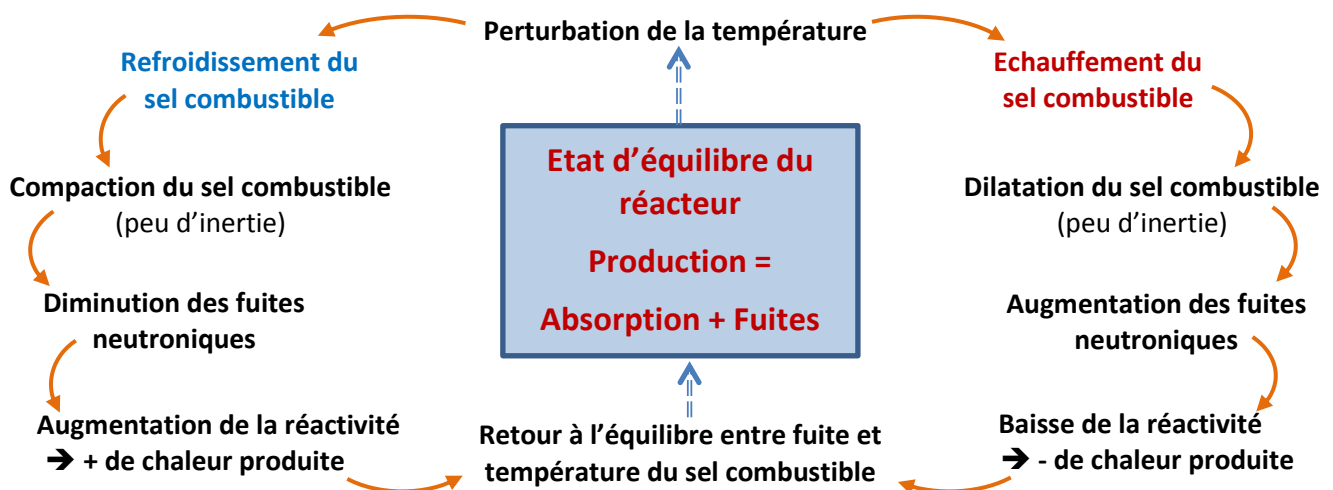 Perturbation de la température
Refroidissement du
sel combustible
Compaction du sel combustible
(peu d’inertie)
Diminution des fuites
neutroniques
Augmentation de la réactivité
➔ + de chaleur produite
Etat d’équilibre du
réacteur
Production =
Absorption + Fuites
Echauffement du
sel combustible
Dilatation du sel combustible
(peu d’inertie)
Augmentation des fuites
neutroniques
Baisse de la réactivité
➔ - de chaleur produite
Retour à l’équilibre entre fuite et
température du sel combustible